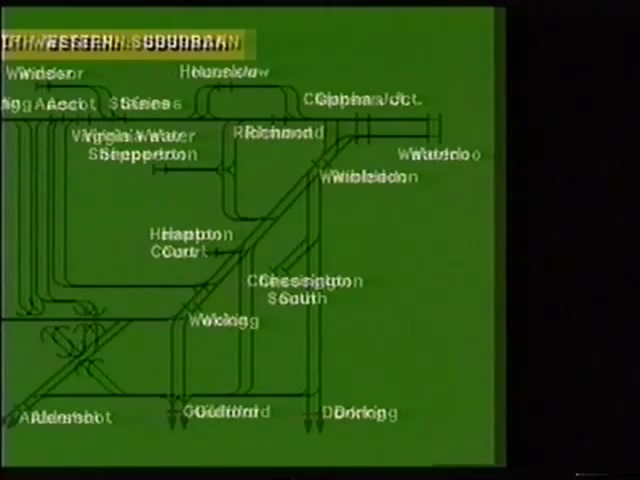 WESTERN SUBURBAN
Windsor
Hounslow
Ascot
Staines
Clapham Jct.
Virginia Water
Richmond
Shepperton
Waterloo
Wimbledon
Hampton
Court
Chessington
South
Woking
Aldershot
Guildford
Dorking